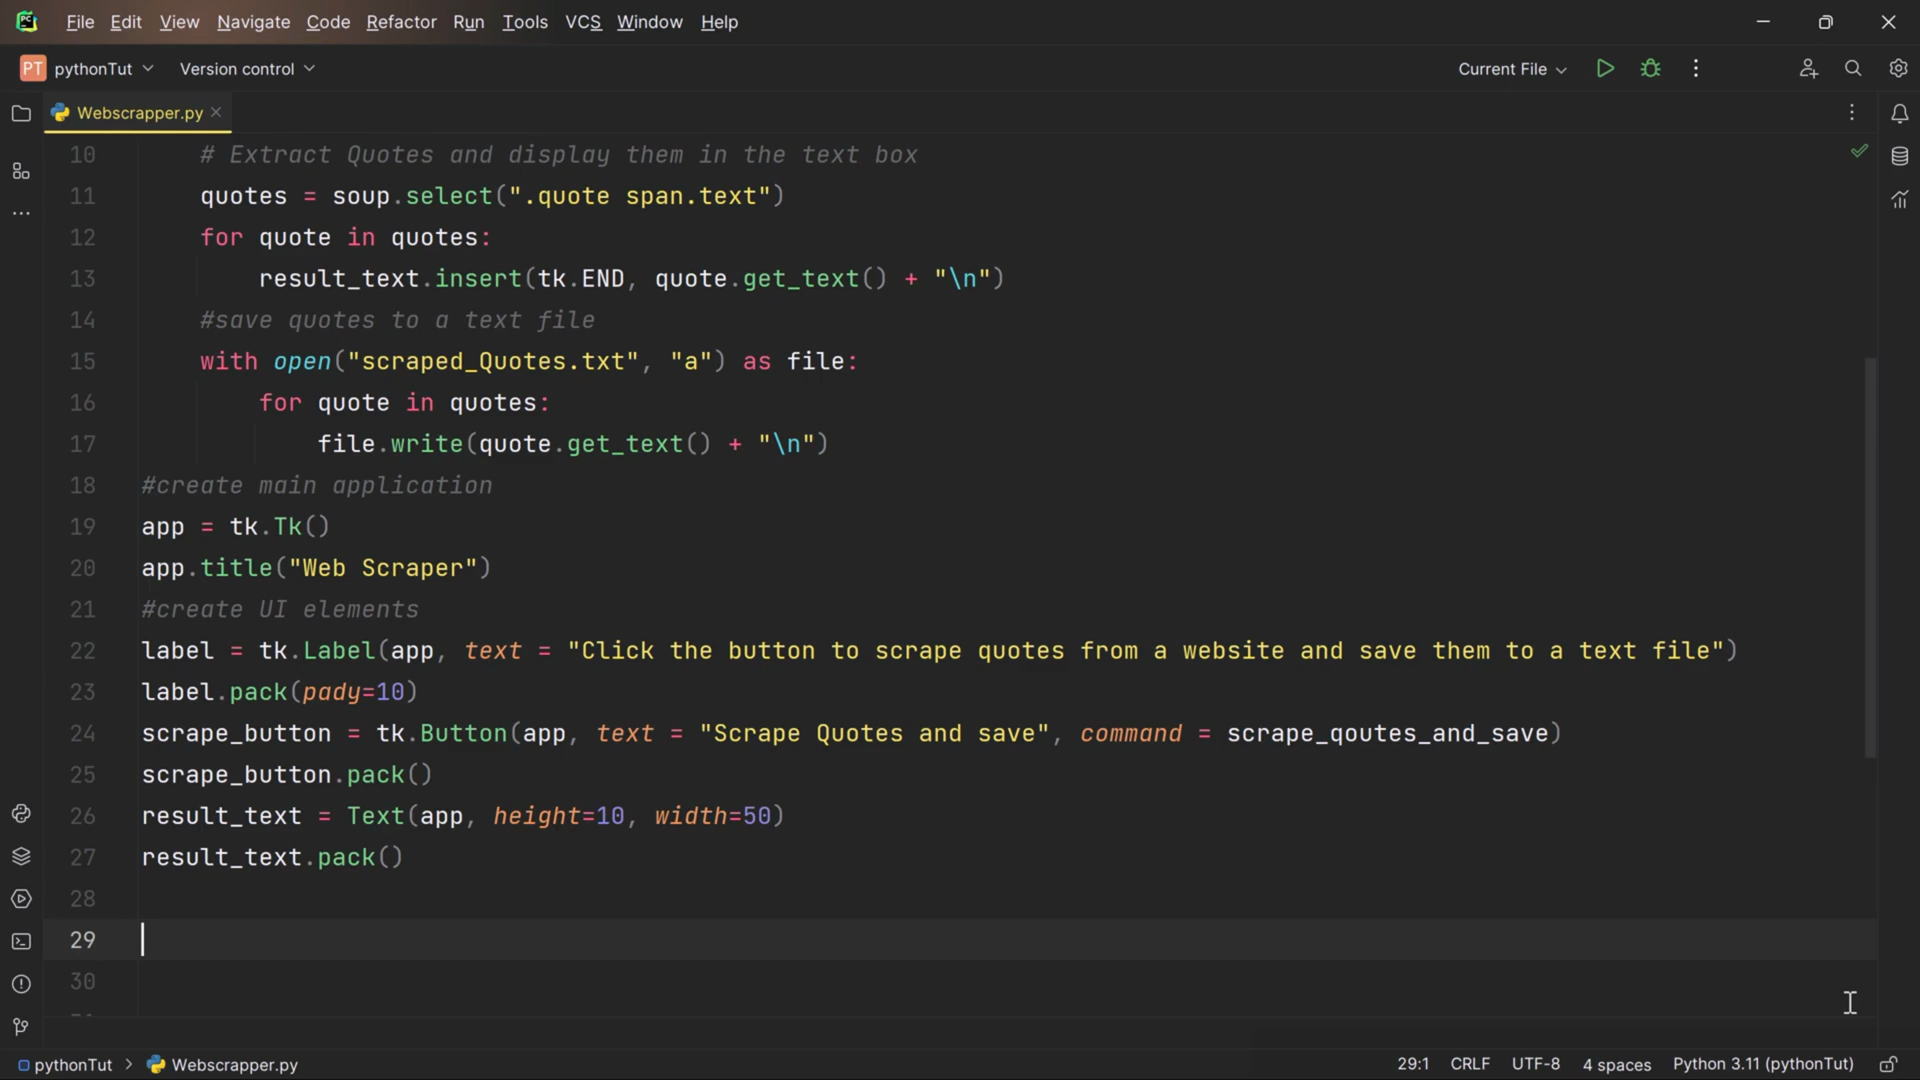 PC File Edit View Navigate Code Refactor Run Tools VCS Window Help
PT pythonTut Version control Current File
Webscrapper.py
10 # Extract Quotes and display them in the text box
11 quotes = soup.select(".quote span.text")
12 for quote in quotes:
13 result_text.insert(tk.END, quote.get_text() + "\n")
14 #save quotes to a text file
15 with open("scraped_Quotes.txt", "a") as file:
16 for quote in quotes:
17 file.write(quote.get_text() + "\n")
18 #create main application
19 app = tk.Tk()
20 app.title("Web Scraper")
21 #create UI elements
22 label = tk.Label(app, text = "Click the button to scrape quotes from a website and save them to a text file")
23 label.pack(pady=10)
24 scrape_button = tk.Button(app, text = "Scrape Quotes and save", command = scrape_qoutes_and_save)
25 scrape_button.pack()
26 result_text = Text(app, height=10, width=50)
27 result_text.pack()
28
29
30
pythonTut > Webscrapper.py 29:1 CRLF UTF-8 4 spaces Python 3.11 (pythonTut)